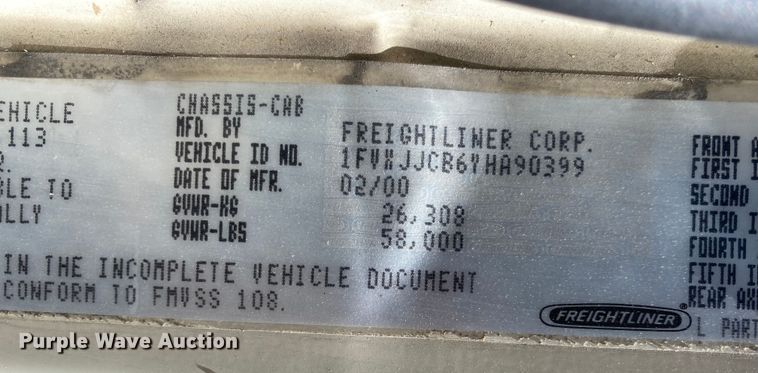 CHASSIS-CAB
EHICLE MFD. BY FREIGHTLINER CORP.
113 VEHICLE ID NO. 1FVXJJCB6YHA90399 FRONT A
DATE OF MFR. 02/00 FIRST I
BLE TO GVWR-KG 26,308 SECOND
LLY GVWR-LBS 58,000 THIRD I
FOURTH
IN THE INCOMPLETE VEHICLE DOCUMENT FIFTH I
CONFORM TO FMVSS 108. REAR AX
FREIGHTLINER L PART
Purple Wave Auction